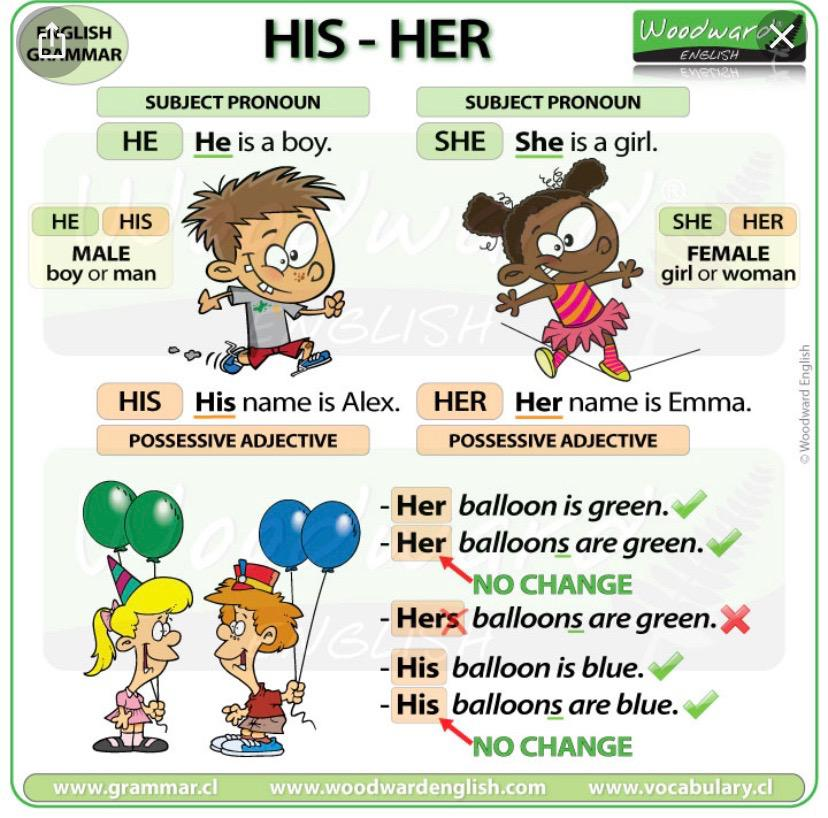 ENGLISH
GRAMMAR
HIS - HER
Woodward®
ENGLISH
SUBJECT PRONOUN
HE He is a boy.
SUBJECT PRONOUN
SHE She is a girl.
HE HIS
MALE
boy or man
SHE HER
FEMALE
girl or woman
Woodward®
ENGLISH
HIS His name is Alex.
POSSESSIVE ADJECTIVE
HER Her name is Emma.
POSSESSIVE ADJECTIVE
© Woodward English
Woodward®
ENGLISH
- Her balloon is green.
- Her balloons are green.
NO CHANGE
- Hers balloons are green.
- His balloon is blue.
- His balloons are blue.
NO CHANGE
www.grammar.cl www.woodwardenglish.com www.vocabulary.cl